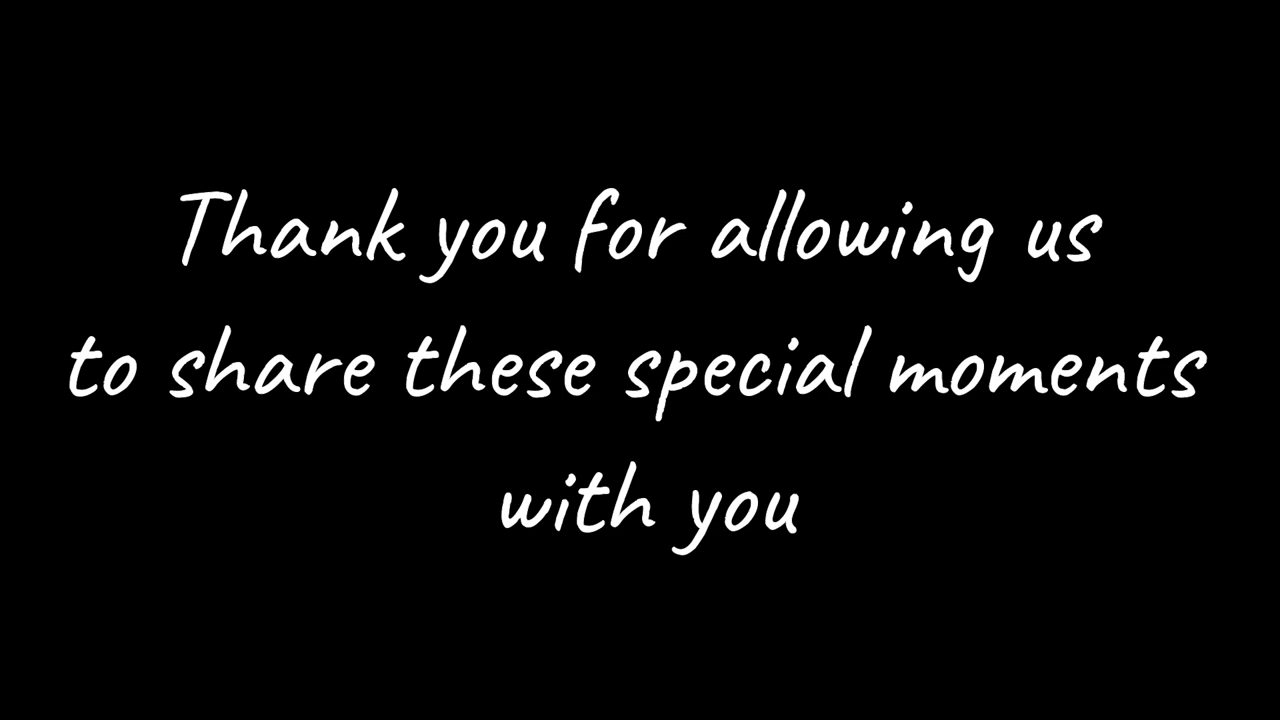 Thank you for allowing us
to share these special moments
with you